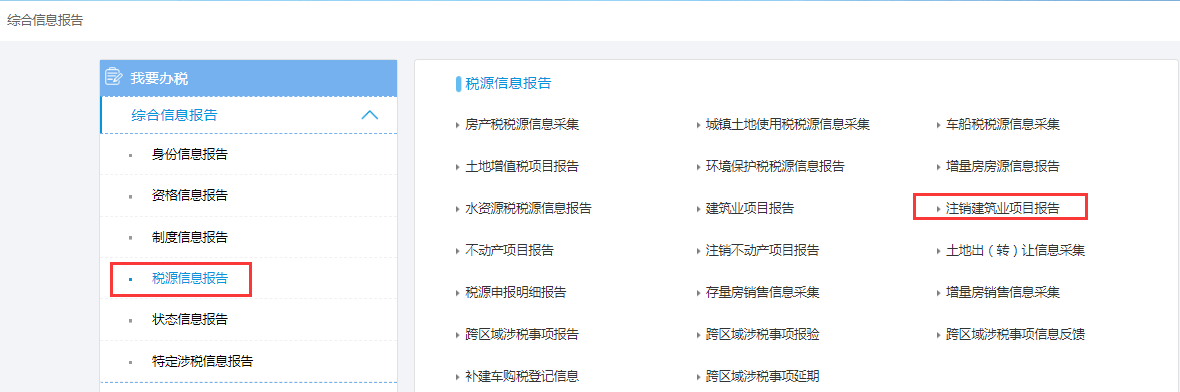 综合信息报告
我要办税
综合信息报告
身份信息报告
资格信息报告
制度信息报告
税源信息报告
状态信息报告
特定涉税信息报告
税源信息报告
房产税税源信息采集
城镇土地使用税税源信息采集
车船税税源信息采集
土地增值税项目报告
环境保护税税源信息报告
增量房房源信息报告
水资源税税源信息报告
建筑业项目报告
注销建筑业项目报告
不动产项目报告
注销不动产项目报告
土地出（转）让信息采集
税源申报明细报告
存量房销售信息采集
增量房销售信息采集
跨区域涉税事项报告
跨区域涉税事项报验
跨区域涉税事项信息反馈
补建车购税登记信息
跨区域涉税事项延期